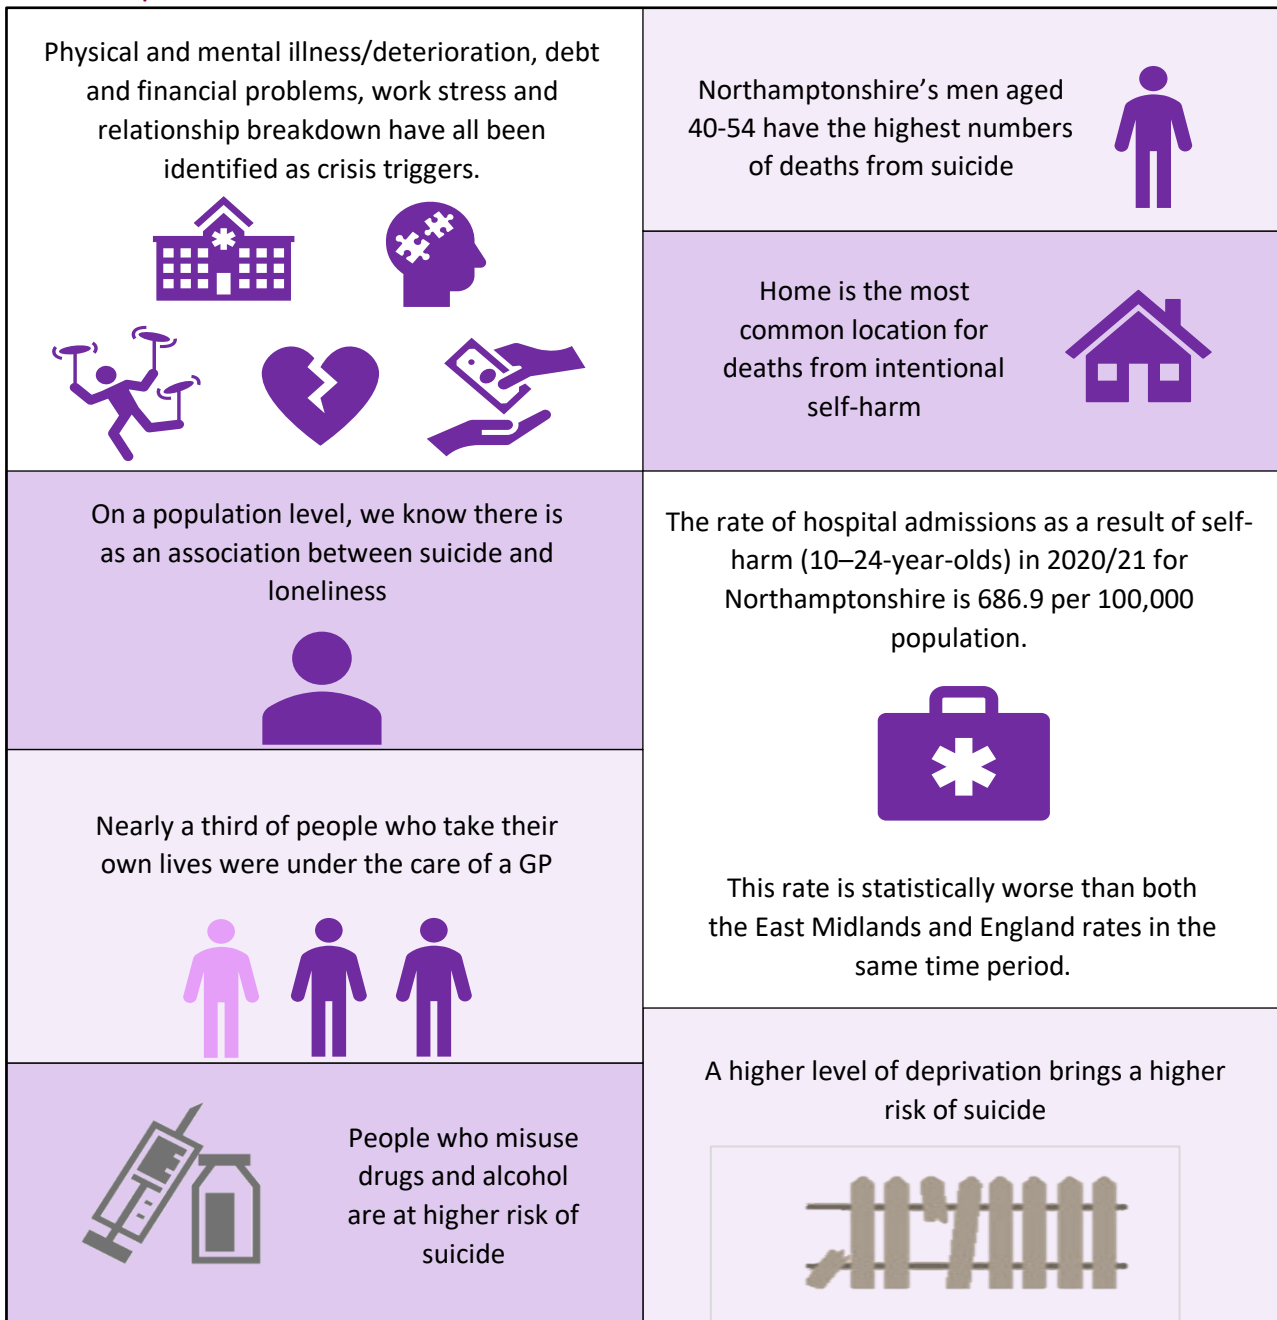 Physical and mental illness/deterioration, debt
and financial problems, work stress and
relationship breakdown have all been
identified as crisis triggers.
Northamptonshire’s men aged
40-54 have the highest numbers
of deaths from suicide
Home is the most
common location for
deaths from intentional
self-harm
On a population level, we know there is
as an association between suicide and
loneliness
The rate of hospital admissions as a result of self-
harm (10–24-year-olds) in 2020/21 for
Northamptonshire is 686.9 per 100,000
population.
This rate is statistically worse than both
the East Midlands and England rates in the
same time period.
Nearly a third of people who take their
own lives were under the care of a GP
People who misuse
drugs and alcohol
are at higher risk of
suicide
A higher level of deprivation brings a higher
risk of suicide